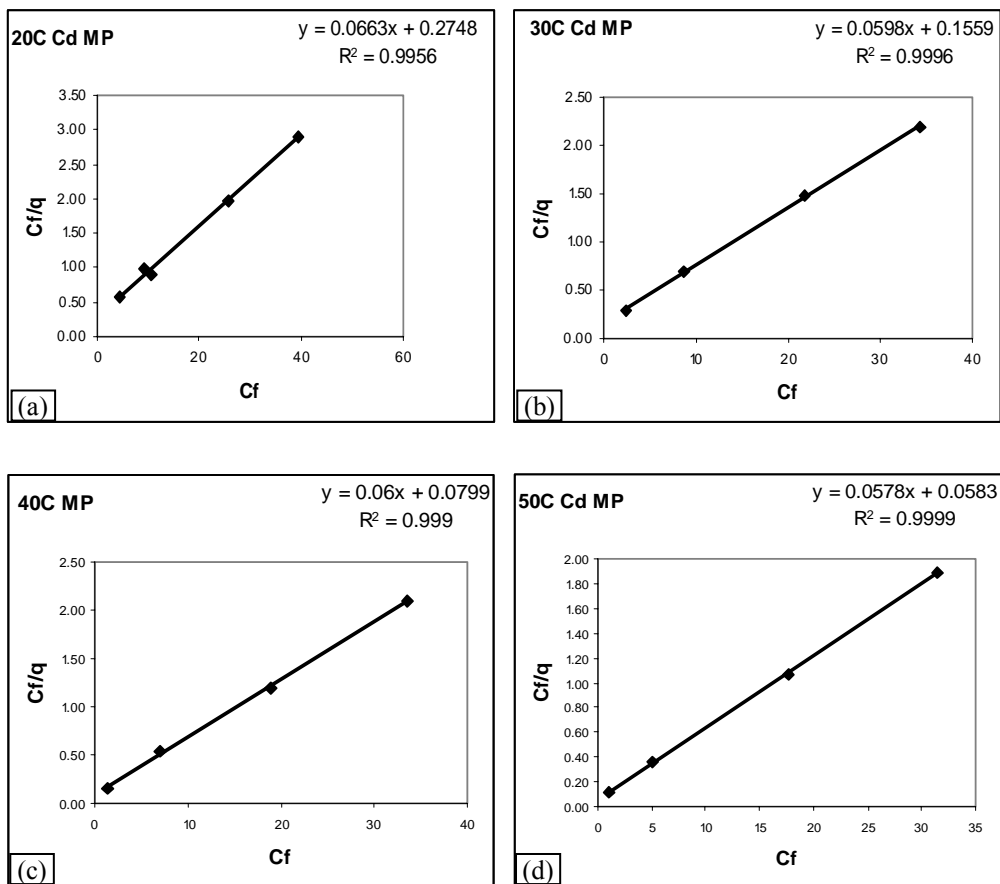 20C Cd MP
y = 0.0663x + 0.2748
R² = 0.9956
3.50
3.00
2.50
2.00
1.50
1.00
0.50
0.00
Cf/q
0 20 40 60
Cf
(a)
30C Cd MP
y = 0.0598x + 0.1559
R² = 0.9996
2.50
2.00
1.50
1.00
0.50
0.00
Cf/q
0 10 20 30 40
Cf
(b)
40C MP
y = 0.06x + 0.0799
R² = 0.999
2.50
2.00
1.50
1.00
0.50
0.00
Cf/q
0 10 20 30 40
Cf
(c)
50C Cd MP
y = 0.0578x + 0.0583
R² = 0.9999
2.00
1.80
1.60
1.40
1.20
1.00
0.80
0.60
0.40
0.20
0.00
Cf/q
0 5 10 15 20 25 30 35
Cf
(d)